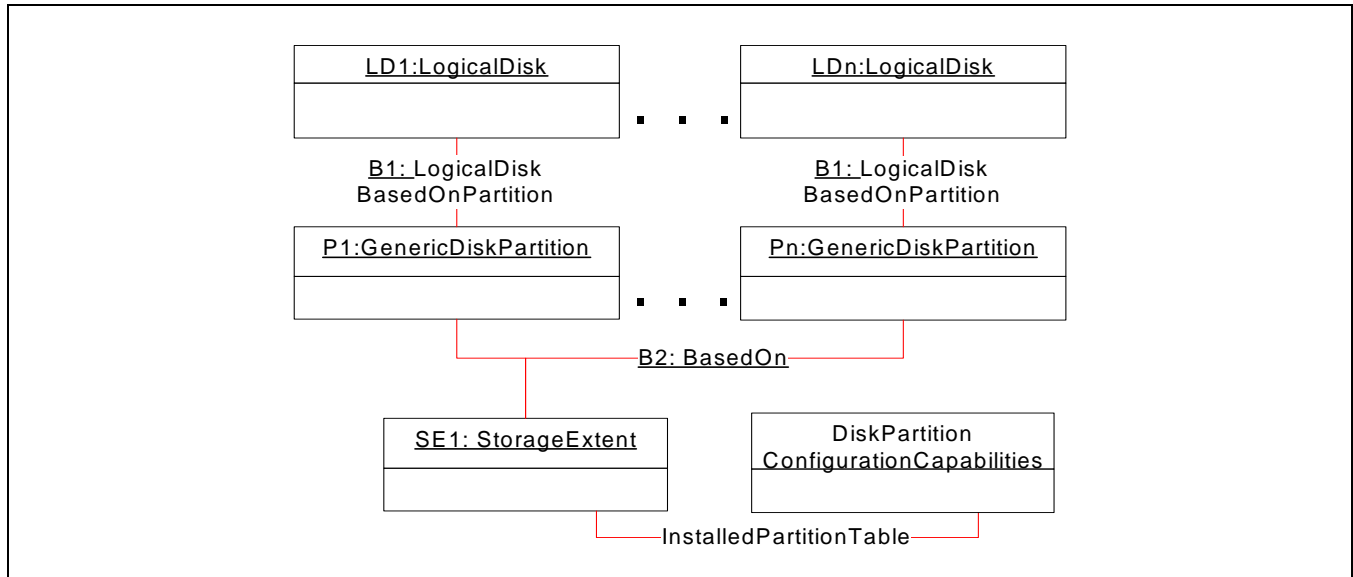 LD1:LogicalDisk
LDn:LogicalDisk
B1: LogicalDisk
BasedOnPartition
B1: LogicalDisk
BasedOnPartition
P1:GenericDiskPartition
Pn:GenericDiskPartition
B2: BasedOn
SE1: StorageExtent
DiskPartition
ConfigurationCapabilities
InstalledPartitionTable